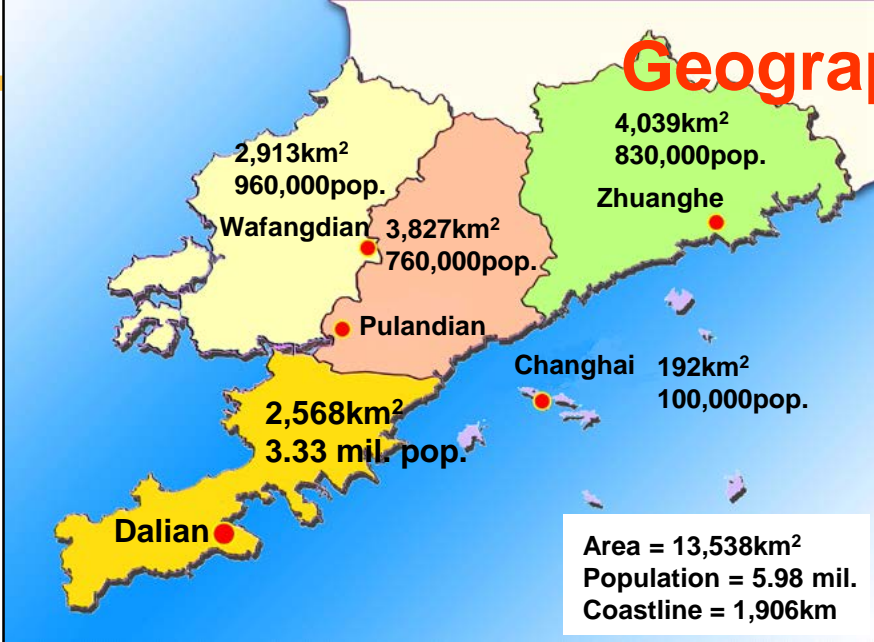 Geograp
4,039km²
830,000pop.
Zhuanghe
2,913km²
960,000pop.
Wafangdian
3,827km²
760,000pop.
Pulandian
Changhai
192km²
100,000pop.
2,568km²
3.33 mil. pop.
Dalian
Area = 13,538km²
Population = 5.98 mil.
Coastline = 1,906km